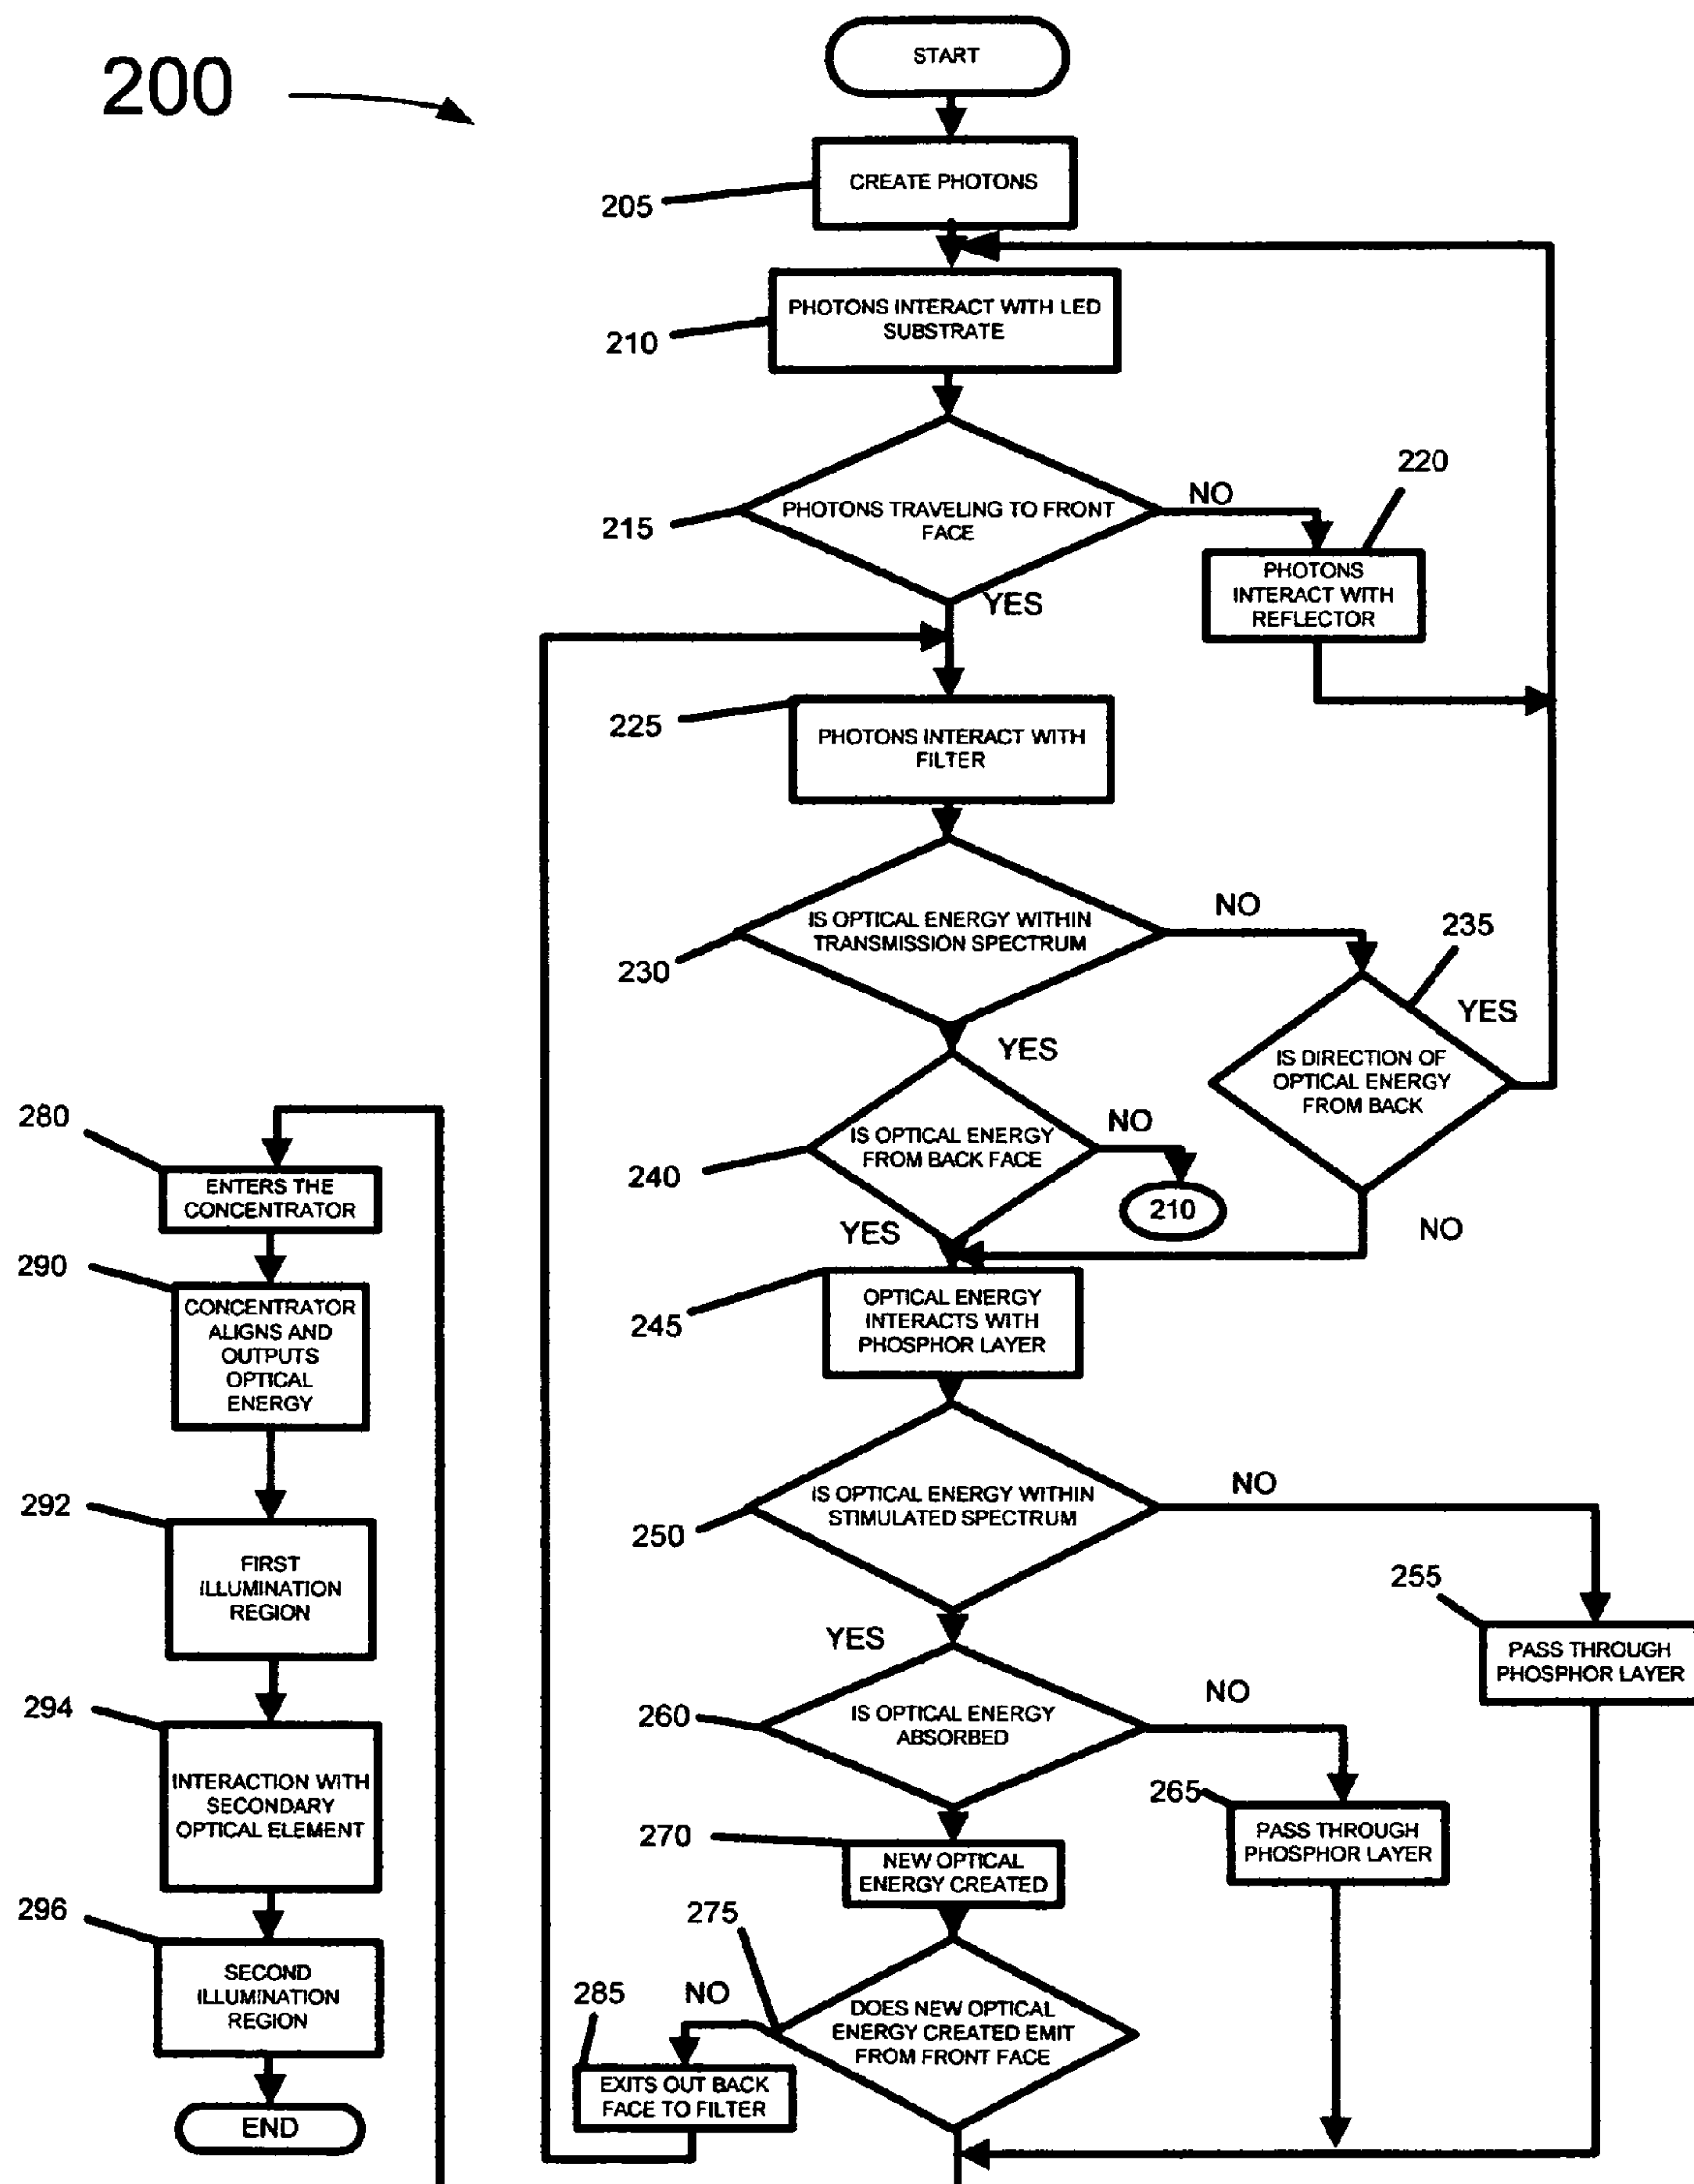 200
START
CREATE PHOTONS
205
PHOTONS INTERACT WITH LED
SUBSTRATE
210
PHOTONS TRAVELING TO FRONT
FACE
215
NO
220
PHOTONS
INTERACT WITH
REFLECTOR
YES
225
PHOTONS INTERACT WITH
FILTER
IS OPTICAL ENERGY WITHIN
TRANSMISSION SPECTRUM
230
NO
235
YES
IS DIRECTION OF
OPTICAL ENERGY
FROM BACK
YES
IS OPTICAL ENERGY
FROM BACK FACE
240
NO
210
YES
NO
245
OPTICAL ENERGY
INTERACTS WITH
PHOSPHOR LAYER
IS OPTICAL ENERGY WITHIN
STIMULATED SPECTRUM
250
NO
255
PASS THROUGH
PHOSPHOR LAYER
YES
260
IS OPTICAL ENERGY
ABSORBED
NO
265
PASS THROUGH
PHOSPHOR LAYER
270
NEW OPTICAL
ENERGY CREATED
275
DOES NEW OPTICAL
ENERGY CREATED EMIT
FROM FRONT FACE
NO
285
EXITS OUT BACK
FACE TO FILTER
280
ENTERS THE
CONCENTRATOR
290
CONCENTRATOR
ALIGNS AND
OUTPUTS
OPTICAL
ENERGY
292
FIRST
ILLUMINATION
REGION
294
INTERACTION WITH
SECONDARY
OPTICAL ELEMENT
296
SECOND
ILLUMINATION
REGION
END